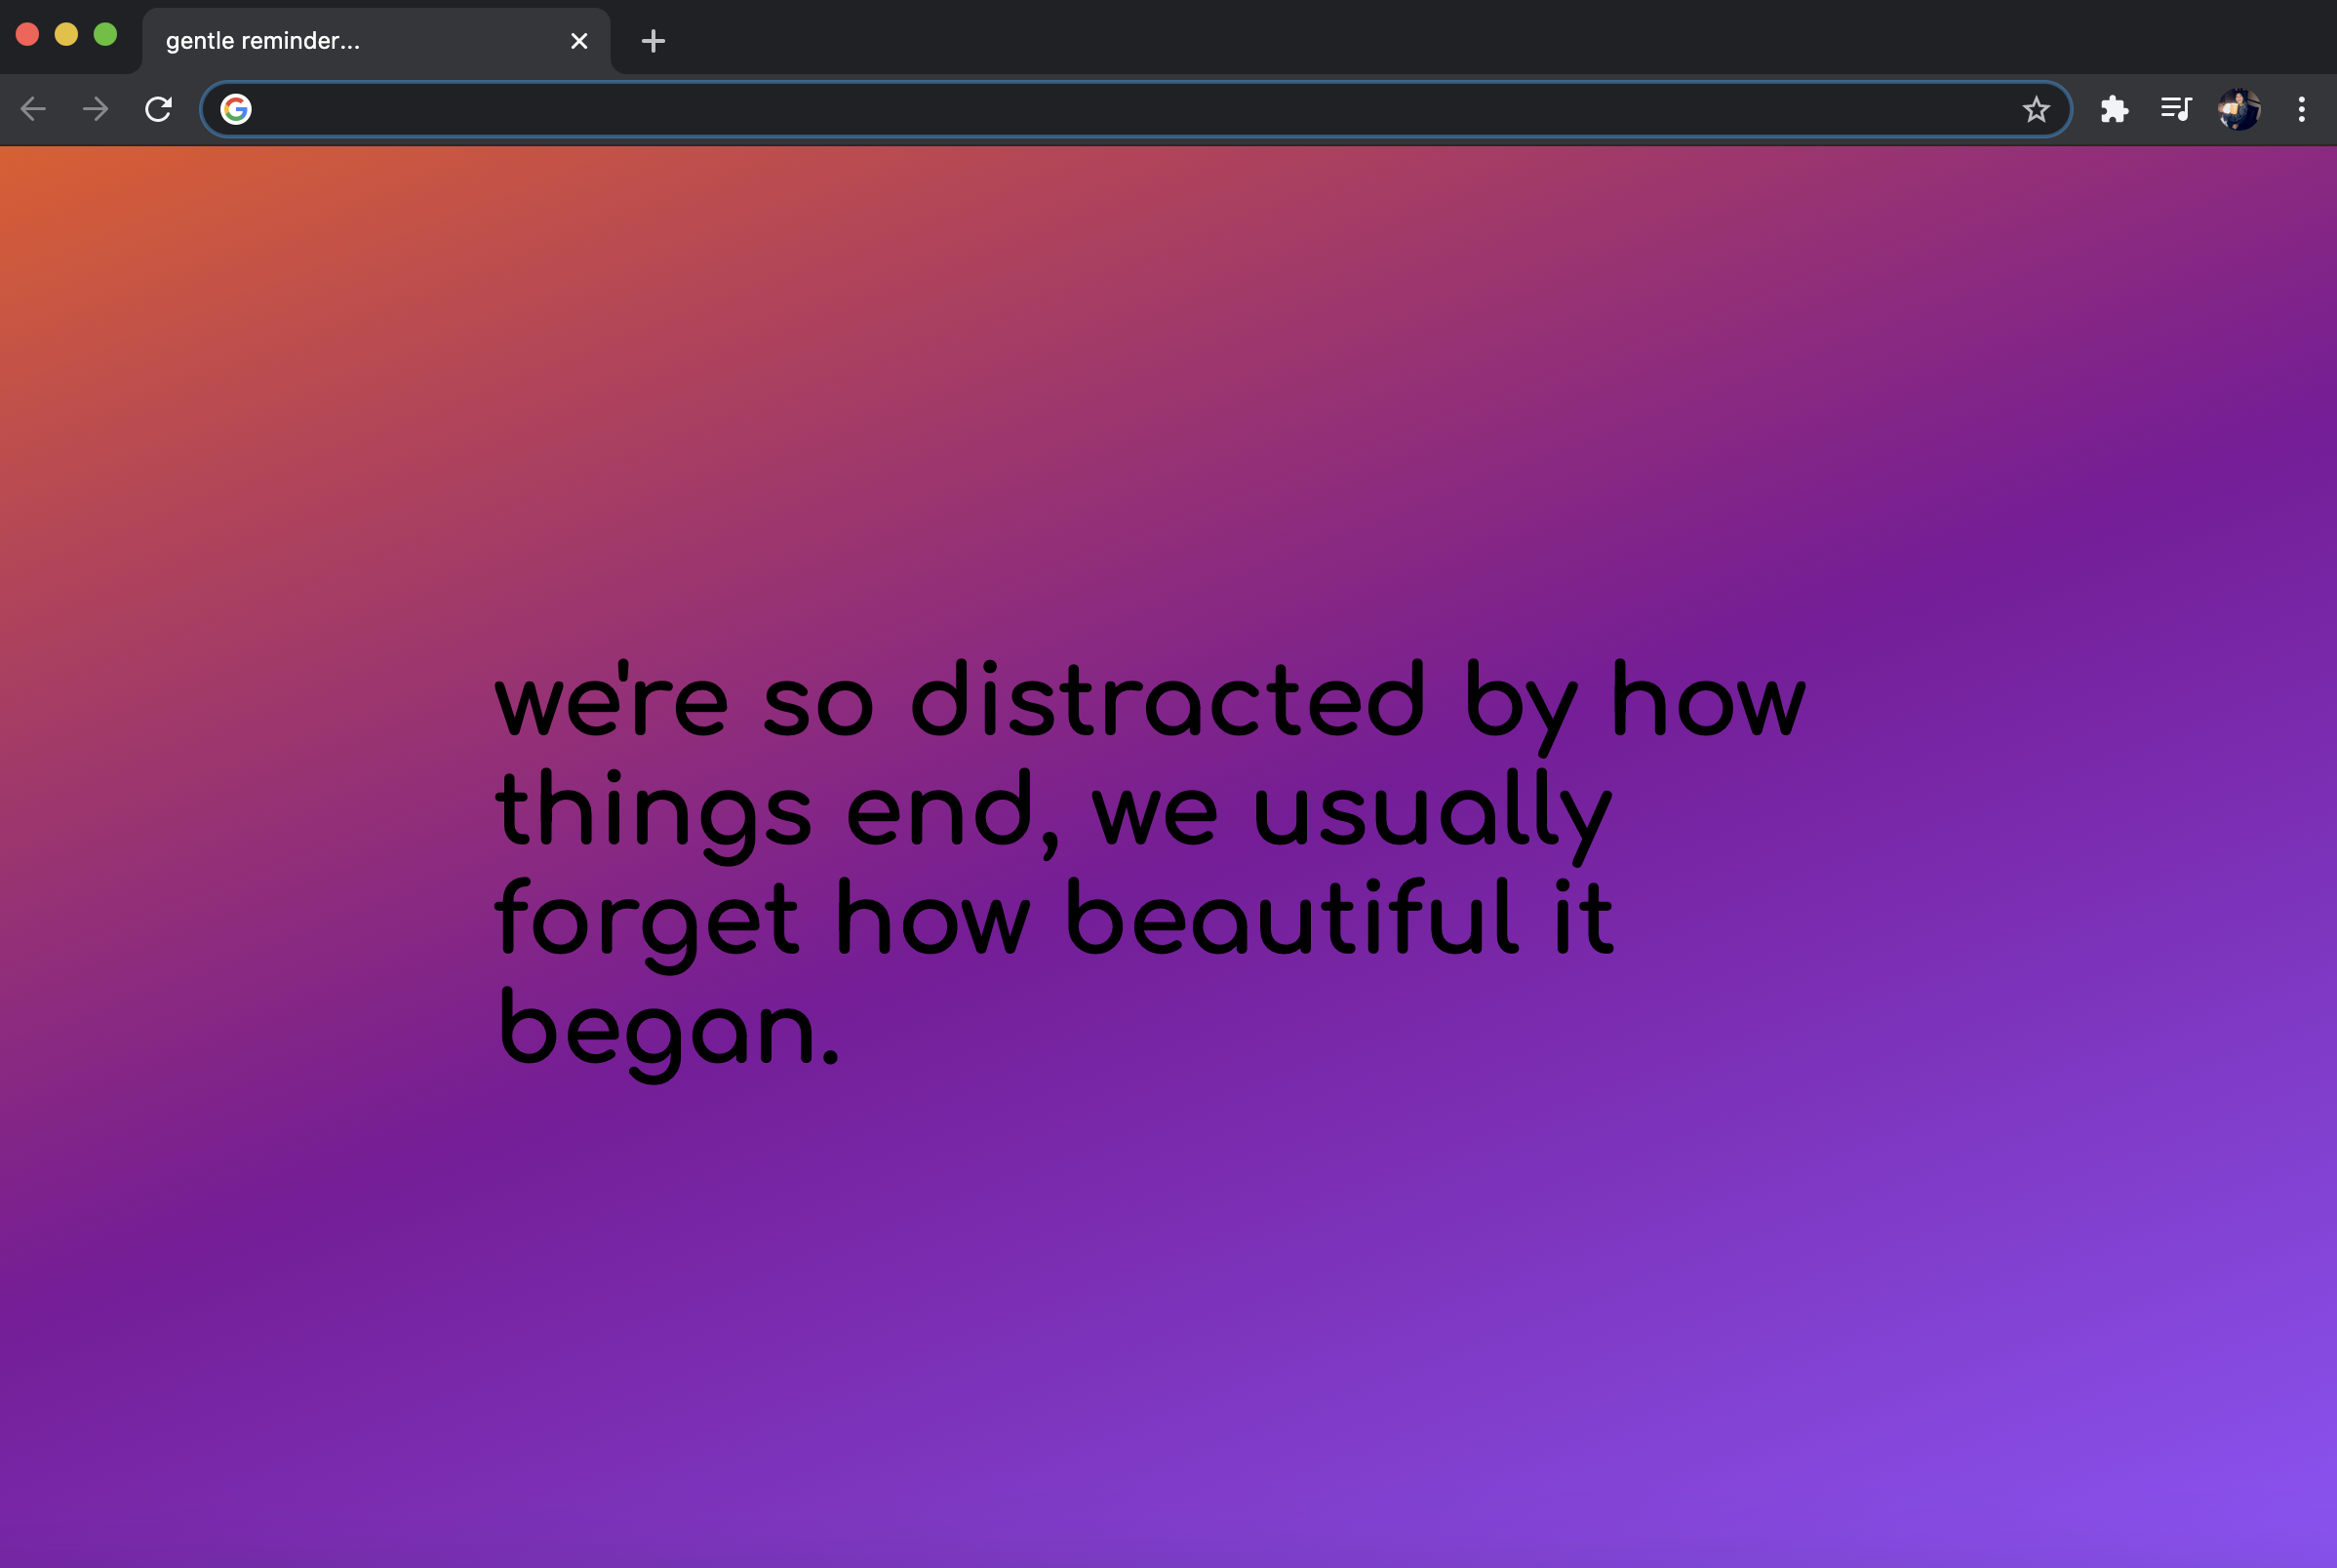 gentle reminder...
we're so distracted by how
things end, we usually
forget how beautiful it
began.